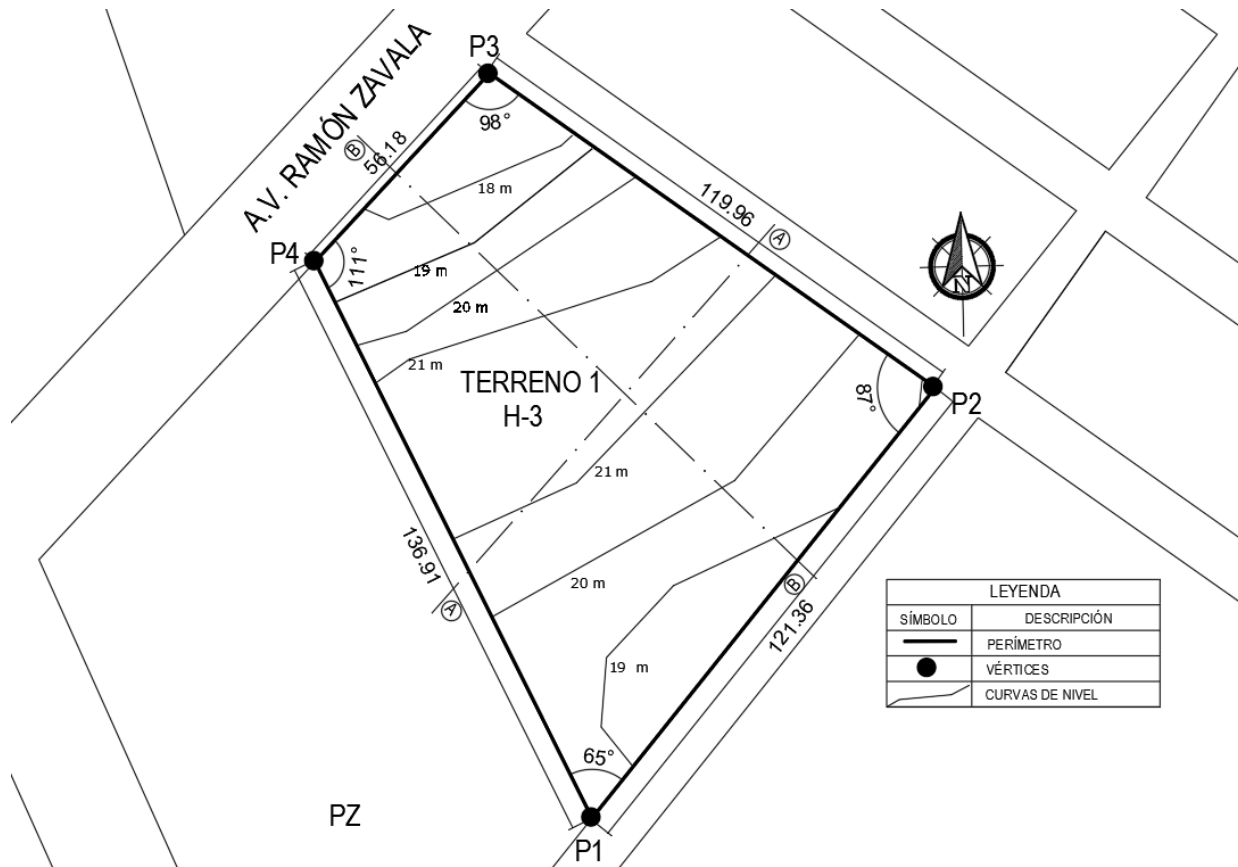 P3
A.V. RAMÓN ZAVALA
B
56.18
98°
18 m
119.96
A
P4
111°
19 m
20 m
21 m
N
TERRENO 1
H-3
87°
P2
21 m
136.91
A
20 m
B
121.36
19 m
65°
PZ
P1
LEYENDA
SÍMBOLO DESCRIPCIÓN
PERÍMETRO
VÉRTICES
CURVAS DE NIVEL